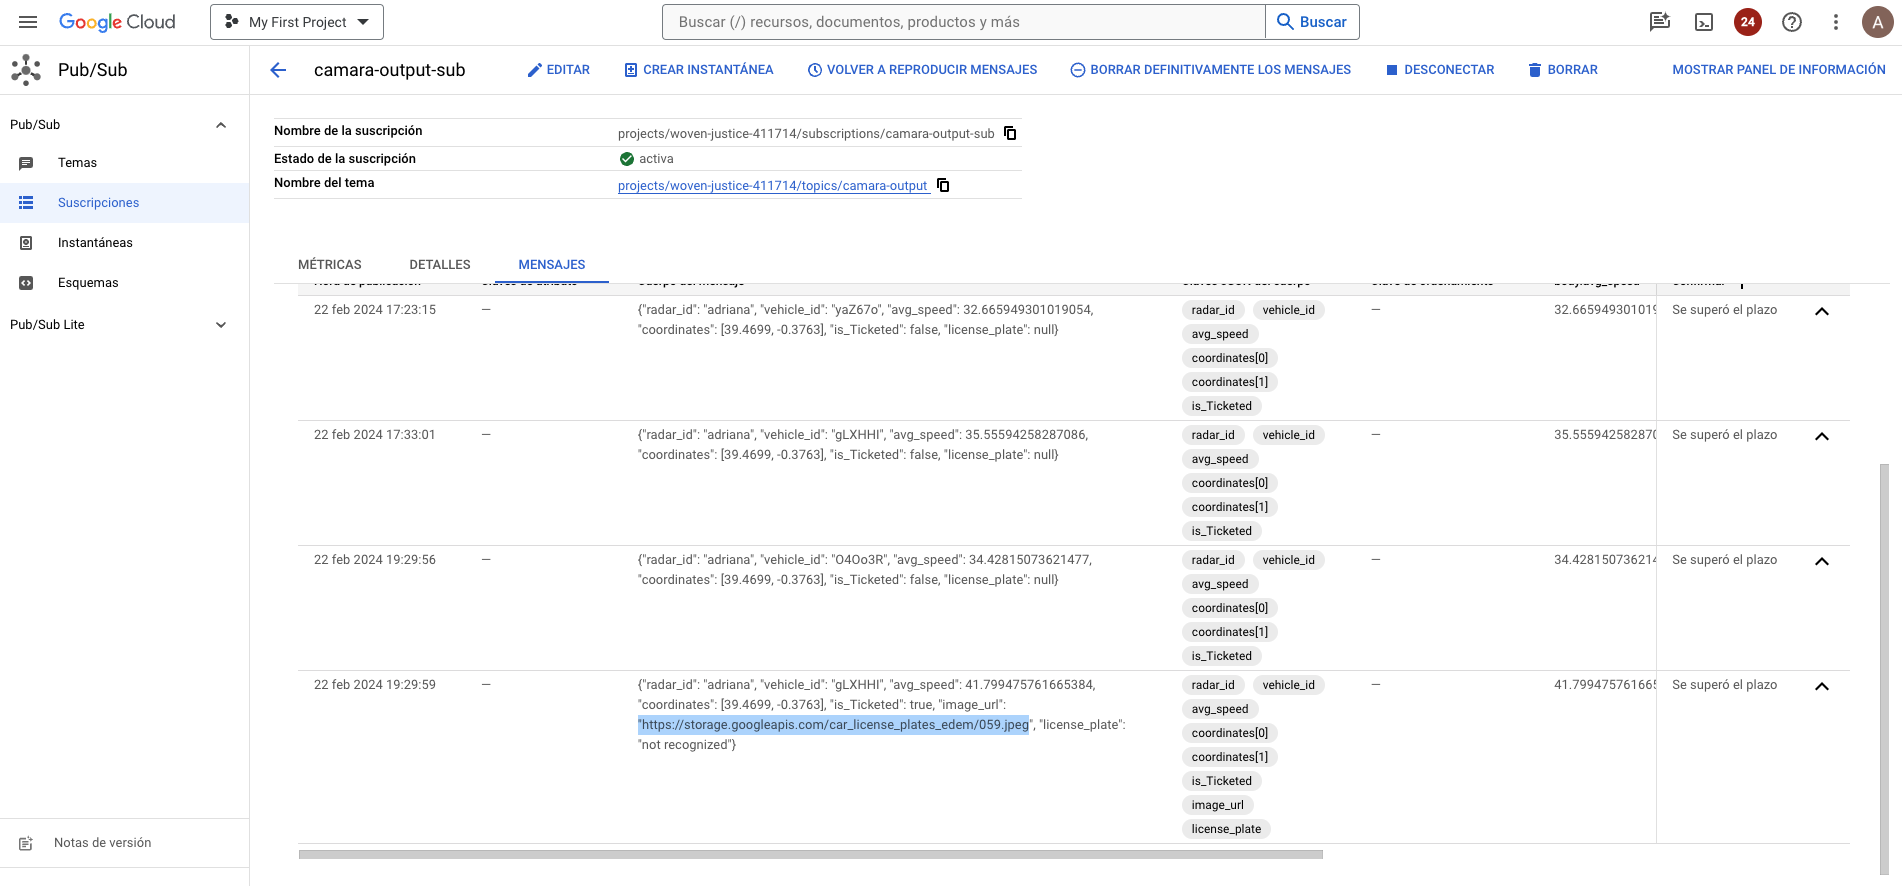 Google Cloud
My First Project
Buscar (/) recursos, documentos, productos y más
Buscar
24
A
Pub/Sub
camara-output-sub
EDITAR
CREAR INSTANTÁNEA
VOLVER A REPRODUCIR MENSAJES
BORRAR DEFINITIVAMENTE LOS MENSAJES
DESCONECTAR
BORRAR
MOSTRAR PANEL DE INFORMACIÓN
Pub/Sub
Temas
Suscripciones
Instantáneas
Esquemas
Pub/Sub Lite
Notas de versión
Nombre de la suscripción
projects/woven-justice-411714/subscriptions/camara-output-sub
Estado de la suscripción
activa
Nombre del tema
projects/woven-justice-411714/topics/camara-output
MÉTRICAS
DETALLES
MENSAJES
22 feb 2024 17:23:15
—
{"radar_id": "adriana", "vehicle_id": "yaZ67o", "avg_speed": 32.665949301019054,
"coordinates": [39.4699, -0.3763], "is_Ticketed": false, "license_plate": null}
radar_id vehicle_id
avg_speed
coordinates[0]
coordinates[1]
is_Ticketed
—
32.665949301019
Se superó el plazo
22 feb 2024 17:33:01
—
{"radar_id": "adriana", "vehicle_id": "gLXHHI", "avg_speed": 35.55594258287086,
"coordinates": [39.4699, -0.3763], "is_Ticketed": false, "license_plate": null}
radar_id vehicle_id
avg_speed
coordinates[0]
coordinates[1]
is_Ticketed
—
35.555942582870
Se superó el plazo
22 feb 2024 19:29:56
—
{"radar_id": "adriana", "vehicle_id": "O4Oo3R", "avg_speed": 34.42815073621477,
"coordinates": [39.4699, -0.3763], "is_Ticketed": false, "license_plate": null}
radar_id vehicle_id
avg_speed
coordinates[0]
coordinates[1]
is_Ticketed
—
34.428150736214
Se superó el plazo
22 feb 2024 19:29:59
—
{"radar_id": "adriana", "vehicle_id": "gLXHHI", "avg_speed": 41.799475761665384,
"coordinates": [39.4699, -0.3763], "is_Ticketed": true, "image_url":
"https://storage.googleapis.com/car_license_plates_edem/059.jpeg", "license_plate":
"not recognized"}
radar_id vehicle_id
avg_speed
coordinates[0]
coordinates[1]
is_Ticketed
image_url
license_plate
—
41.799475761665
Se superó el plazo